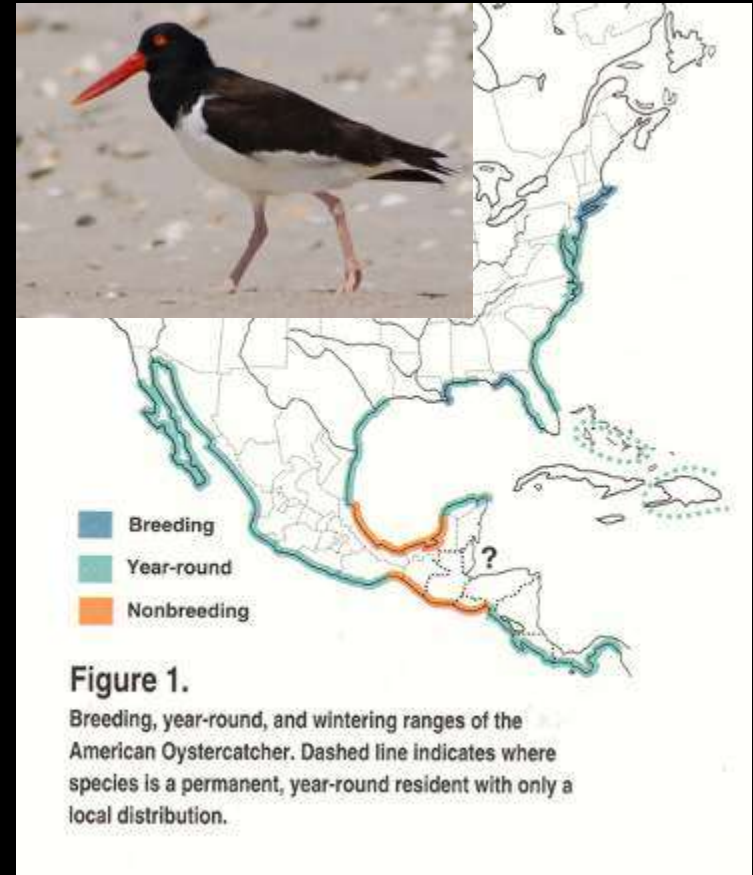 ?
Breeding
Year-round
Nonbreeding
Figure 1.
Breeding, year-round, and wintering ranges of the
American Oystercatcher. Dashed line indicates where
species is a permanent, year-round resident with only a
local distribution.